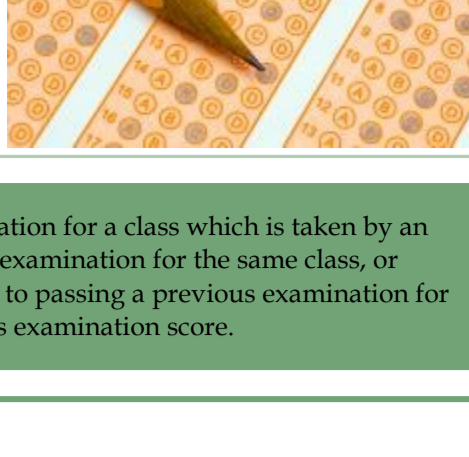 ation for a class which is taken by an
examination for the same class, or
to passing a previous examination for
s examination score.